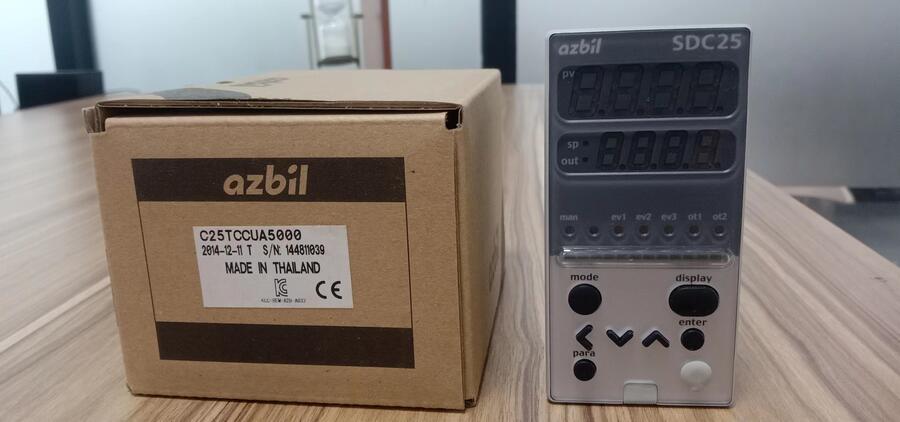 azbil
C25TCCUA5000
2014-12-11 T S/N: 144811039
MADE IN THAILAND
CE
azbil SDC25
pv
sp
out
man ev1 ev2 ev3 ot1 ot2
mode display
enter
para